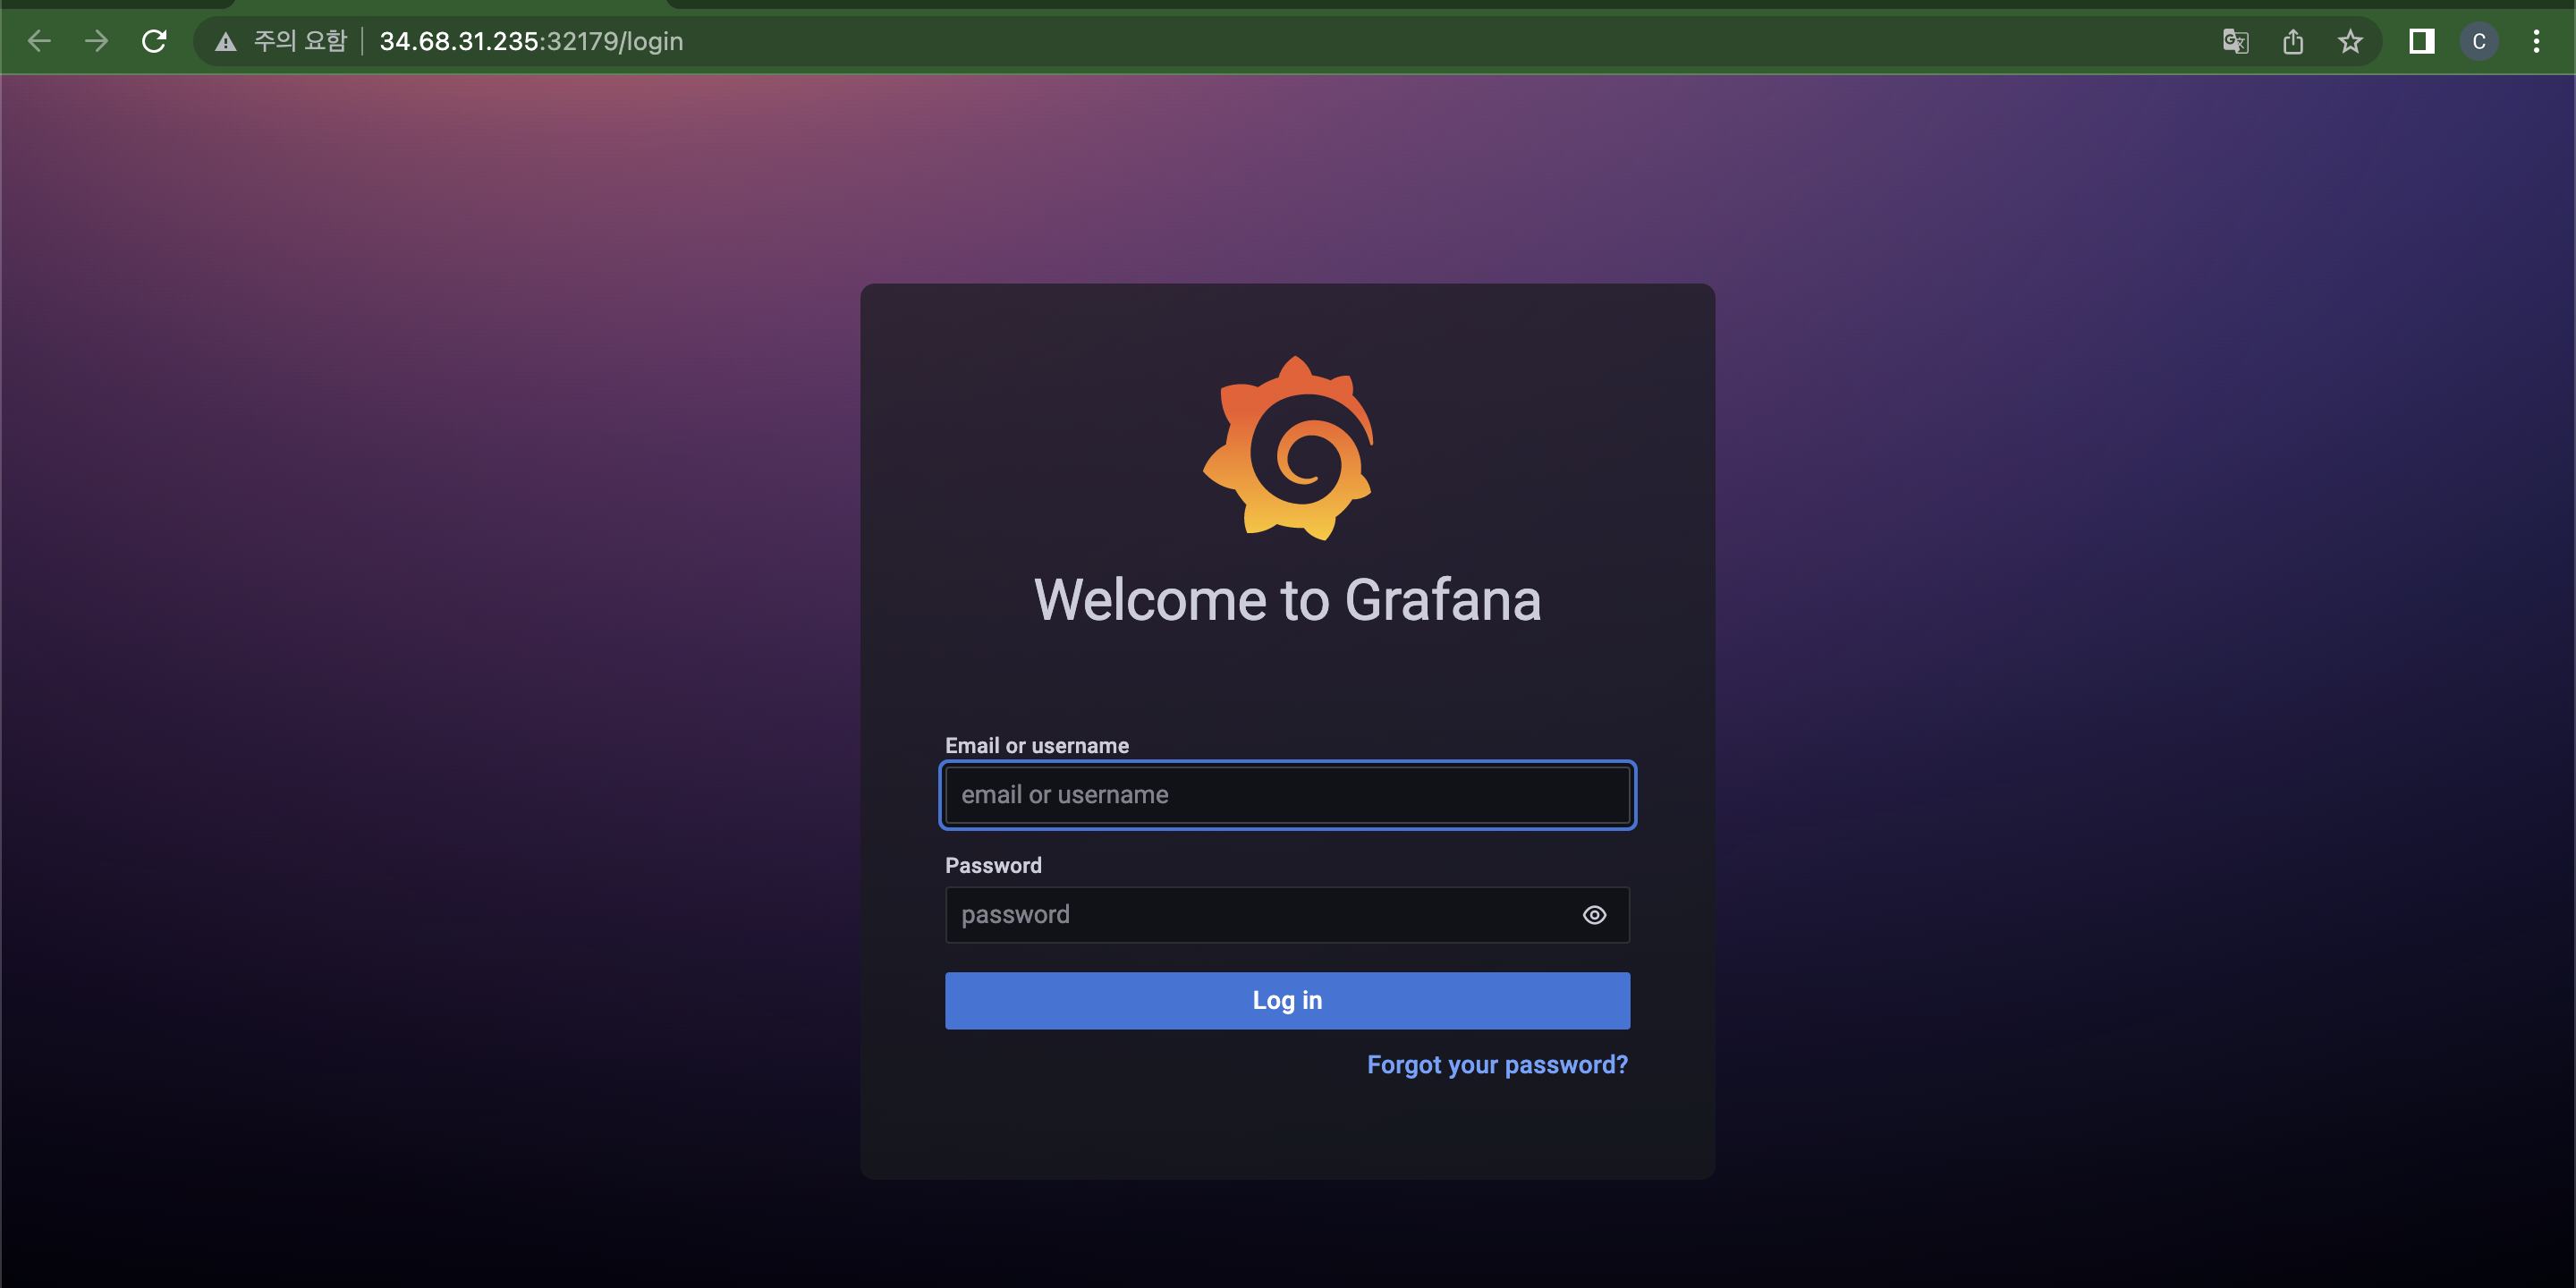 주의 요함 34.68.31.235:32179/login
C
Welcome to Grafana
Email or username
email or username
Password
password
Log in
Forgot your password?